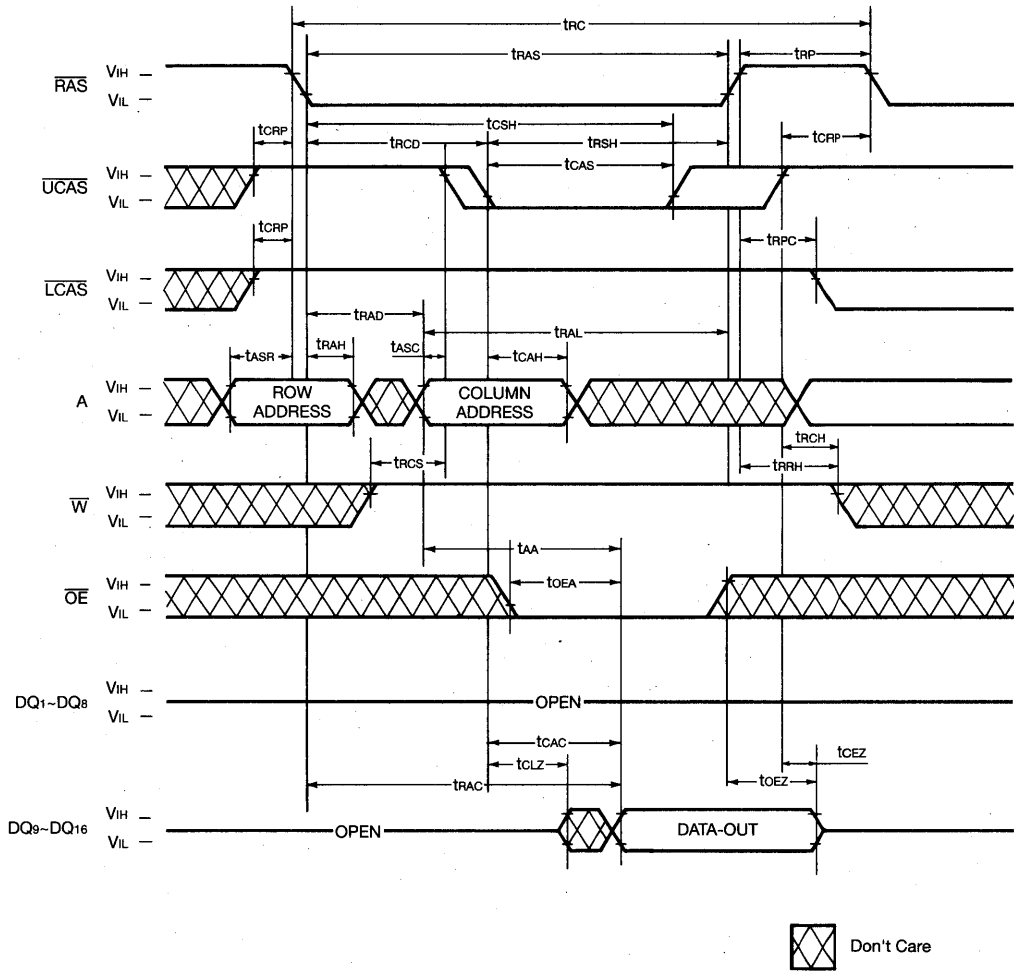 tRC
tRAS
tRP
RAS
VIH
VIL
tCSH
tCRP
tRCD
tRSH
tCRP
tCAS
UCAS
VIH
VIL
tCRP
tRPC
LCAS
VIH
VIL
tRAD
tRAL
tASR
tRAH
tASC
tCAH
A
VIH
VIL
ROW
ADDRESS
COLUMN
ADDRESS
tRCH
tRCS
tRRH
W
VIH
VIL
tAA
tOEA
OE
VIH
VIL
DQ1~DQ8
VIH
VIL
OPEN
tCAC
tCEZ
tCLZ
tOEZ
tRAC
DQ9~DQ16
VIH
VIL
OPEN
DATA-OUT
Don't Care